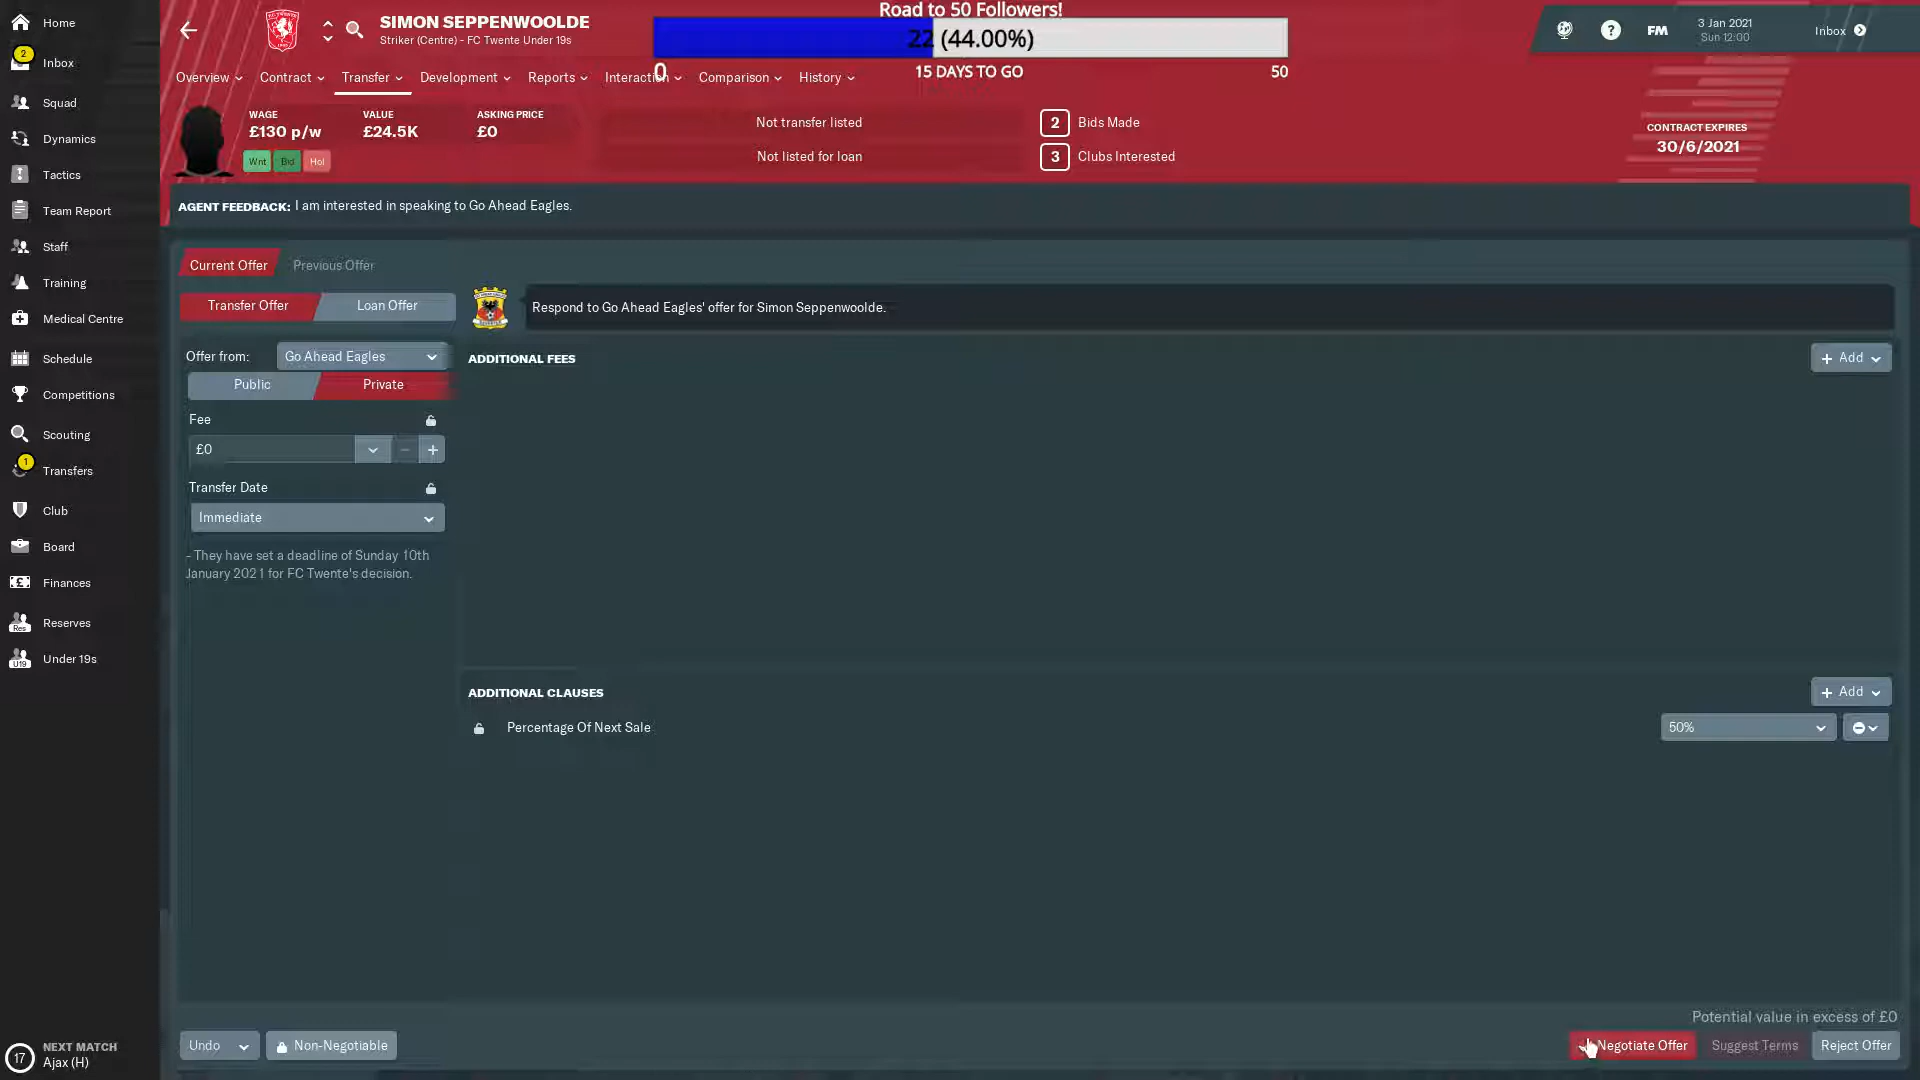 Home
2
Inbox
Squad
Dynamics
Tactics
Team Report
Staff
Training
Medical Centre
Schedule
Competitions
Scouting
1
Transfers
Club
Board
£
Finances
Res
Reserves
U19
Under 19s
17
NEXT MATCH
Ajax (H)
SIMON SEPPENWOOLDE
Striker (Centre) - FC Twente Under 19s
Road to 50 Followers!
22 (44.00%)
0
15 DAYS TO GO
50
?
FM
3 Jan 2021
Sun 12:00
Inbox
Overview
Contract
Transfer
Development
Reports
Interaction
Comparison
History
WAGE
£130 p/w
VALUE
£24.5K
ASKING PRICE
£0
Wnt
Bid
Hol
Not transfer listed
Not listed for loan
2
Bids Made
3
Clubs Interested
CONTRACT EXPIRES
30/6/2021
AGENT FEEDBACK: I am interested in speaking to Go Ahead Eagles.
Current Offer
Previous Offer
Transfer Offer
Loan Offer
Respond to Go Ahead Eagles' offer for Simon Seppenwoolde.
Offer from:
Go Ahead Eagles
Public
Private
Fee
£0
Transfer Date
Immediate
- They have set a deadline of Sunday 10th
January 2021 for FC Twente's decision.
ADDITIONAL FEES
+ Add
ADDITIONAL CLAUSES
+ Add
Percentage Of Next Sale
50%
Potential value in excess of £0
Undo
Non-Negotiable
Negotiate Offer
Suggest Terms
Reject Offer